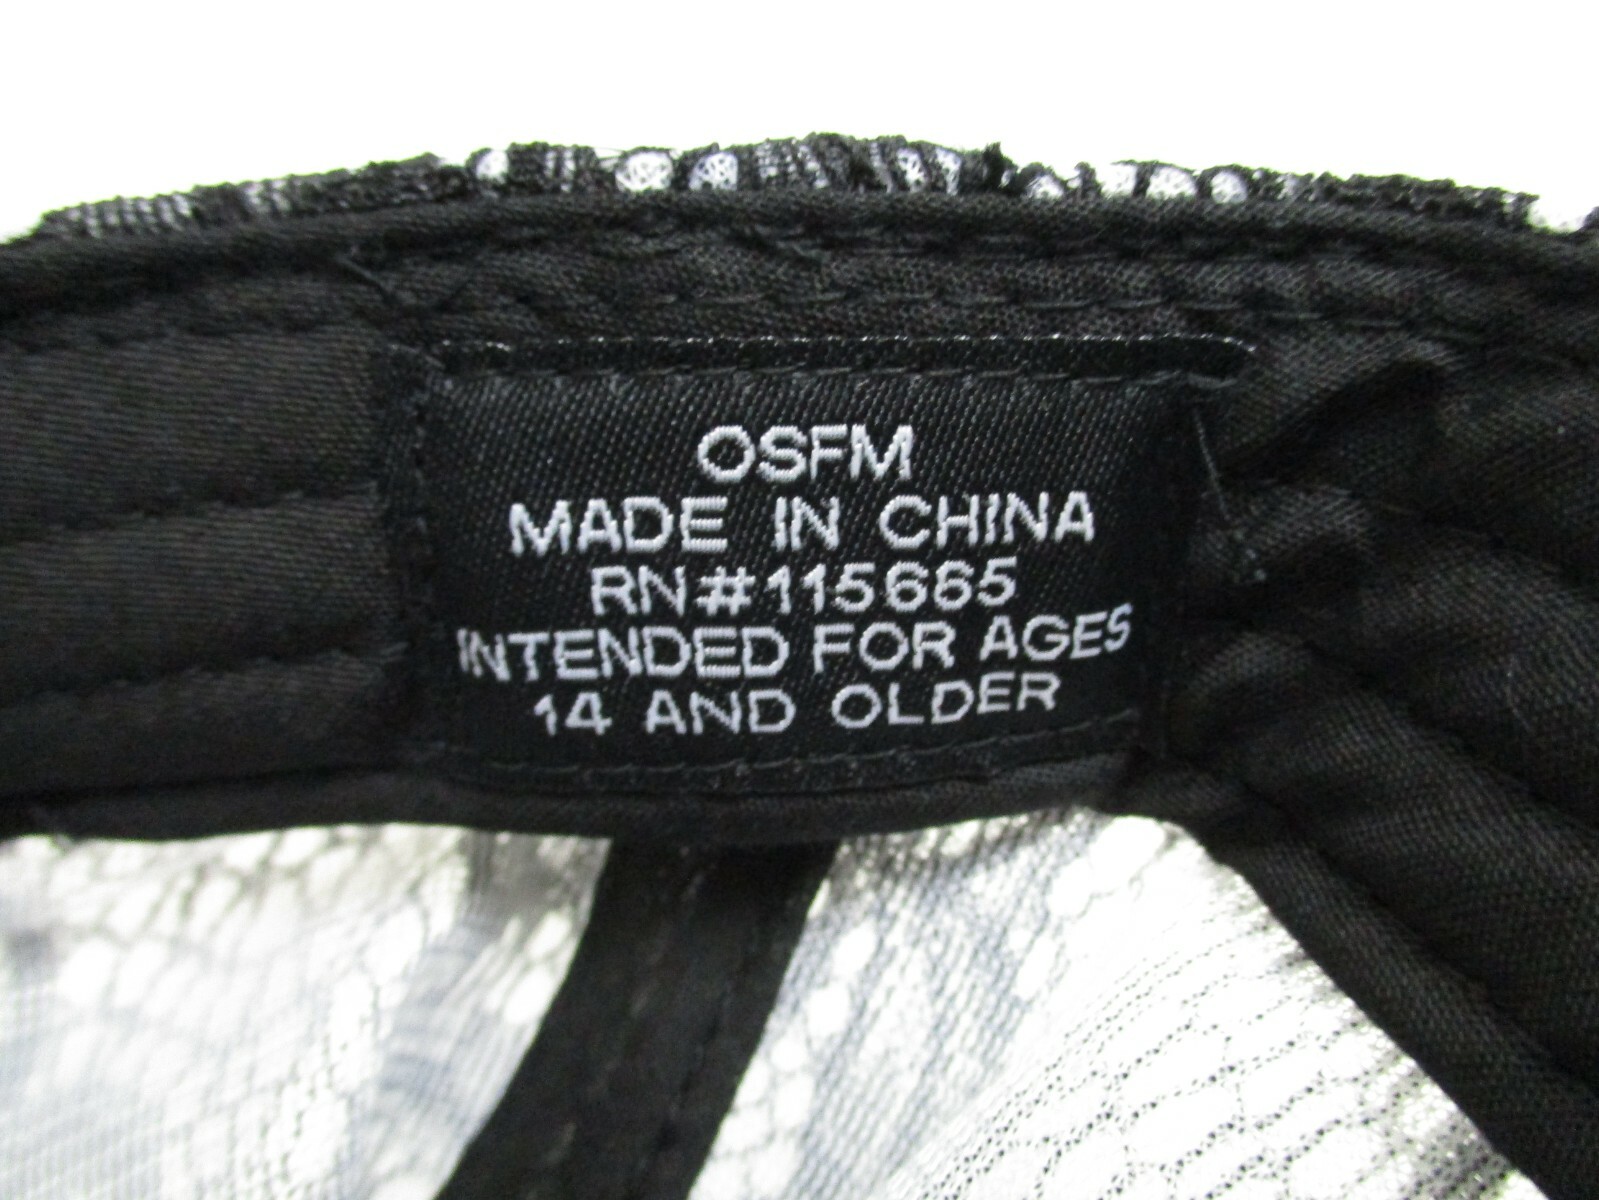 OSFM
MADE IN CHINA
RN#115665
INTENDED FOR AGES
14 AND OLDER